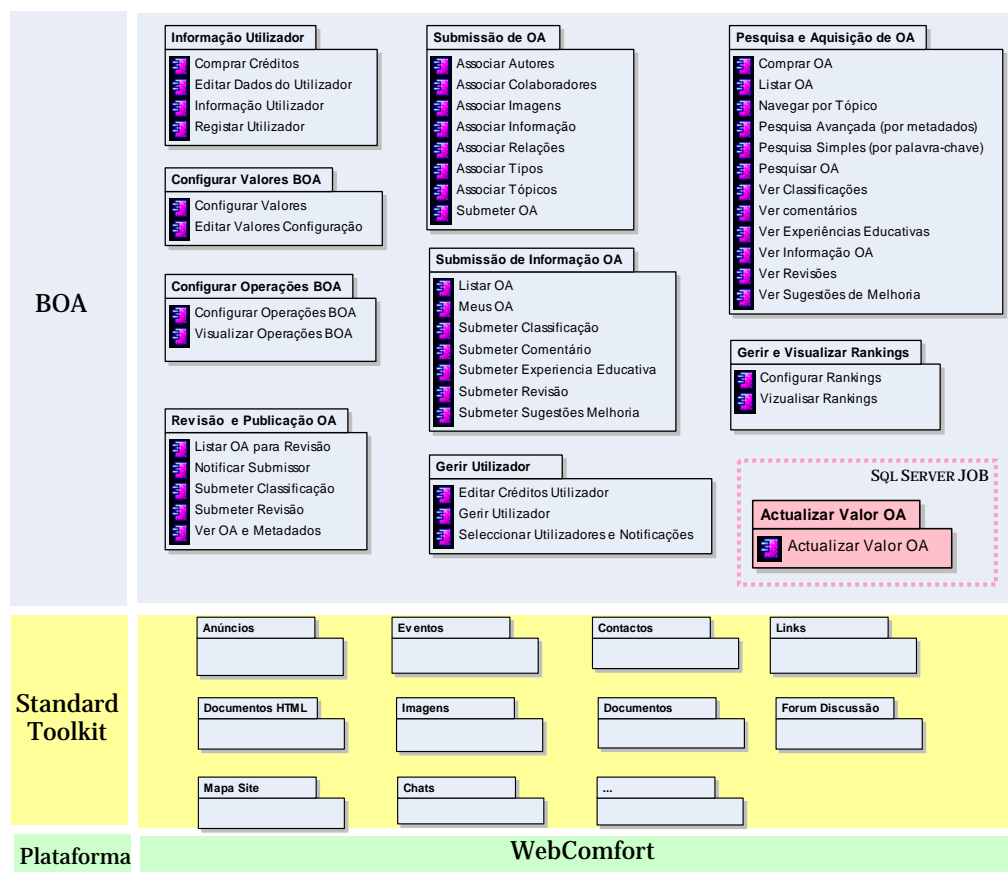 BOA
Informação Utilizador
Comprar Créditos
Editar Dados do Utilizador
Informação Utilizador
Registar Utilizador
Configurar Valores BOA
Configurar Valores
Editar Valores Configuração
Configurar Operações BOA
Configurar Operações BOA
Visualizar Operações BOA
Revisão e Publicação OA
Listar OA para Revisão
Notificar Submissor
Submeter Classificação
Submeter Revisão
Ver OA e Metadados
Submissão de OA
Associar Autores
Associar Colaboradores
Associar Imagens
Associar Informação
Associar Relações
Associar Tipos
Associar Tópicos
Submeter OA
Submissão de Informação OA
Listar OA
Meus OA
Submeter Classificação
Submeter Comentário
Submeter Experiencia Educativa
Submeter Revisão
Submeter Sugestões Melhoria
Gerir Utilizador
Editar Créditos Utilizador
Gerir Utilizador
Seleccionar Utilizadores e Notificações
Pesquisa e Aquisição de OA
Comprar OA
Listar OA
Navegar por Tópico
Pesquisa Avançada (por metadados)
Pesquisa Simples (por palavra-chave)
Pesquisar OA
Ver Classificações
Ver comentários
Ver Experiências Educativas
Ver Informação OA
Ver Revisões
Ver Sugestões de Melhoria
Gerir e Visualizar Rankings
Configurar Rankings
Vizualisar Rankings
SQL SERVER JOB
Actualizar Valor OA
Actualizar Valor OA
Standard
Toolkit
Anúncios
Eventos
Contactos
Links
Documentos HTML
Imagens
Documentos
Forum Discussão
Mapa Site
Chats
...
Plataforma
WebComfort